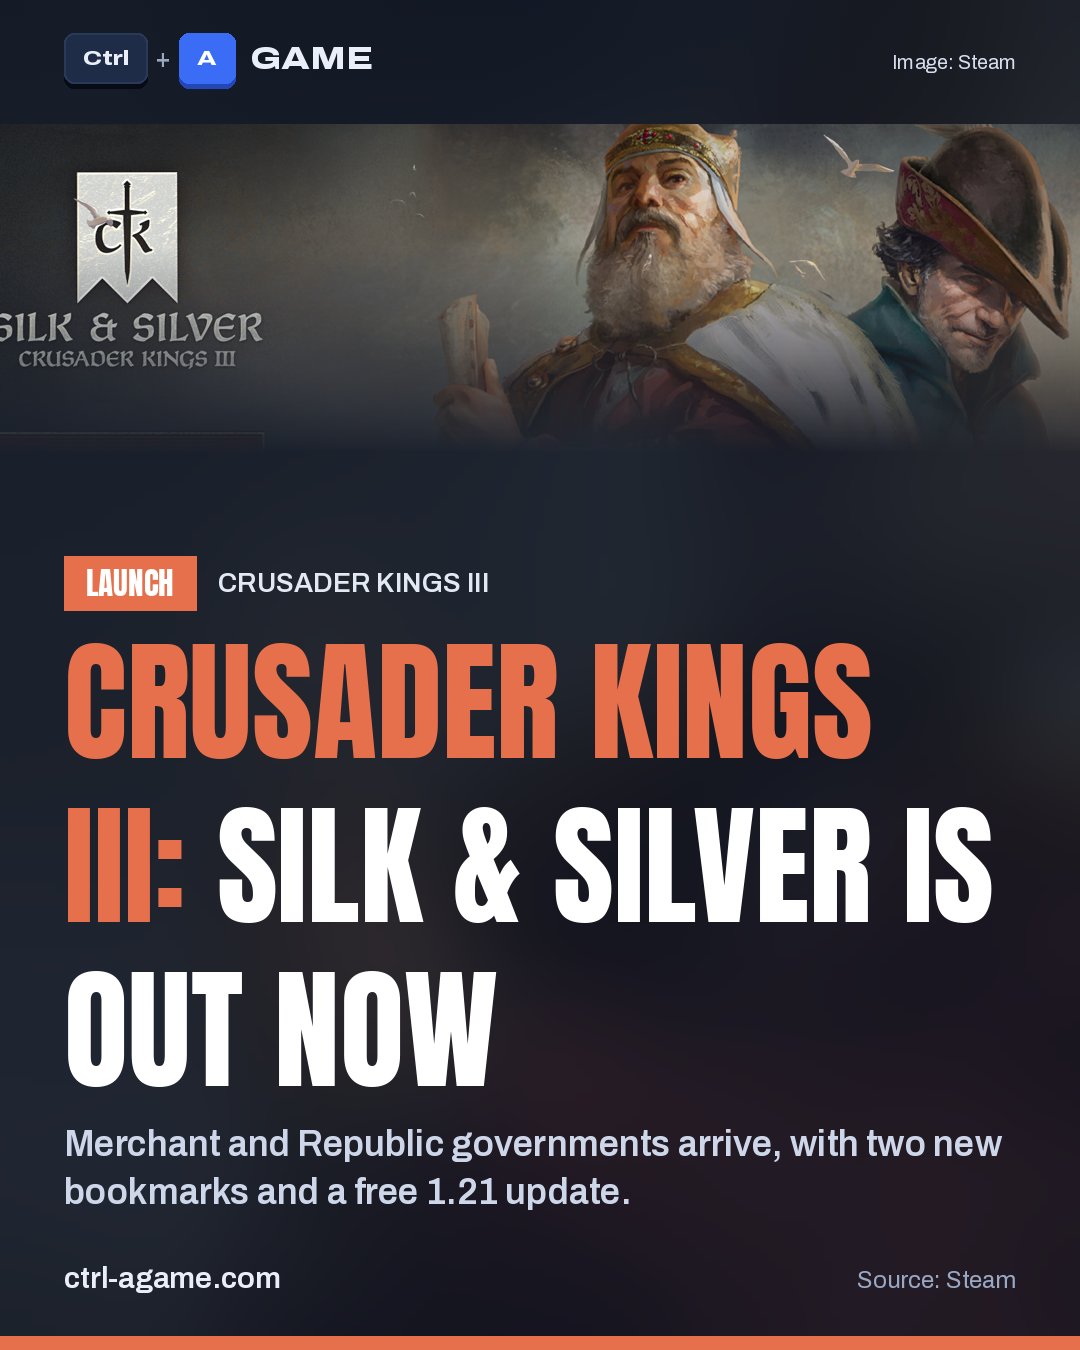 Ctrl + A GAME
Image: Steam
CK
SILK & SILVER
CRUSADER KINGS III
LAUNCH CRUSADER KINGS III
CRUSADER KINGS
III: SILK & SILVER IS
OUT NOW
Merchant and Republic governments arrive, with two new
bookmarks and a free 1.21 update.
ctrl-agame.com
Source: Steam